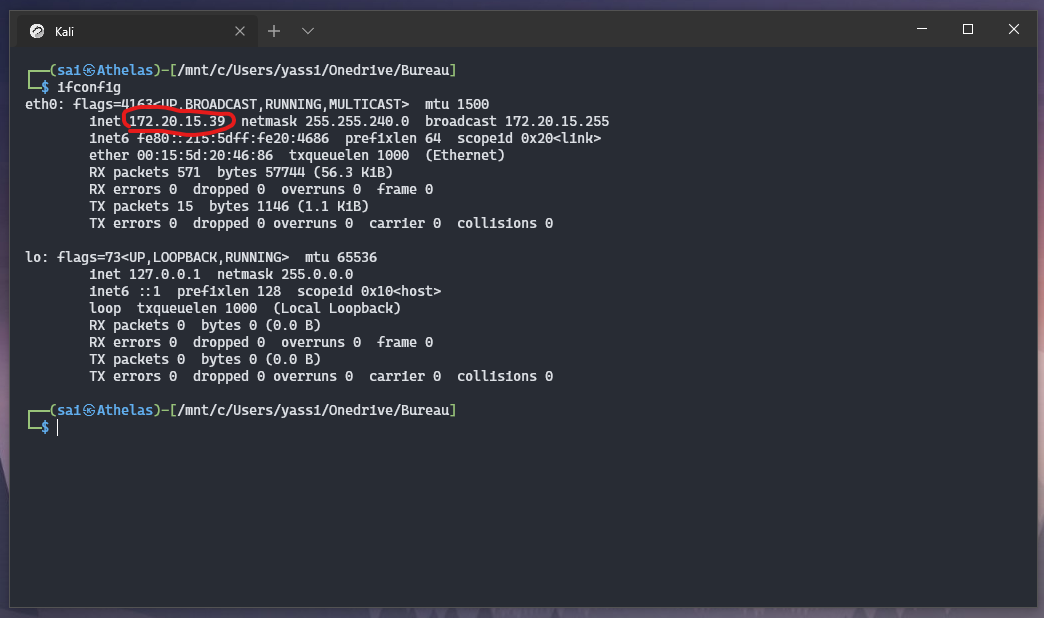 Kali
┌──(sai㉿Athelas)-[/mnt/c/Users/yassi/Onedrive/Bureau]
└─$ ifconfig
eth0: flags=4163<UP,BROADCAST,RUNNING,MULTICAST>  mtu 1500
        inet 172.20.15.39  netmask 255.255.240.0  broadcast 172.20.15.255
        inet6 fe80::215:5dff:fe20:4686  prefixlen 64  scopeid 0x20<link>
        ether 00:15:5d:20:46:86  txqueuelen 1000  (Ethernet)
        RX packets 571  bytes 57744 (56.3 KiB)
        RX errors 0  dropped 0  overruns 0  frame 0
        TX packets 15  bytes 1146 (1.1 KiB)
        TX errors 0  dropped 0 overruns 0  carrier 0  collisions 0
lo: flags=73<UP,LOOPBACK,RUNNING>  mtu 65536
        inet 127.0.0.1  netmask 255.0.0.0
        inet6 ::1  prefixlen 128  scopeid 0x10<host>
        loop  txqueuelen 1000  (Local Loopback)
        RX packets 0  bytes 0 (0.0 B)
        RX errors 0  dropped 0  overruns 0  frame 0
        TX packets 0  bytes 0 (0.0 B)
        TX errors 0  dropped 0 overruns 0  carrier 0  collisions 0
┌──(sai㉿Athelas)-[/mnt/c/Users/yassi/Onedrive/Bureau]
└─$